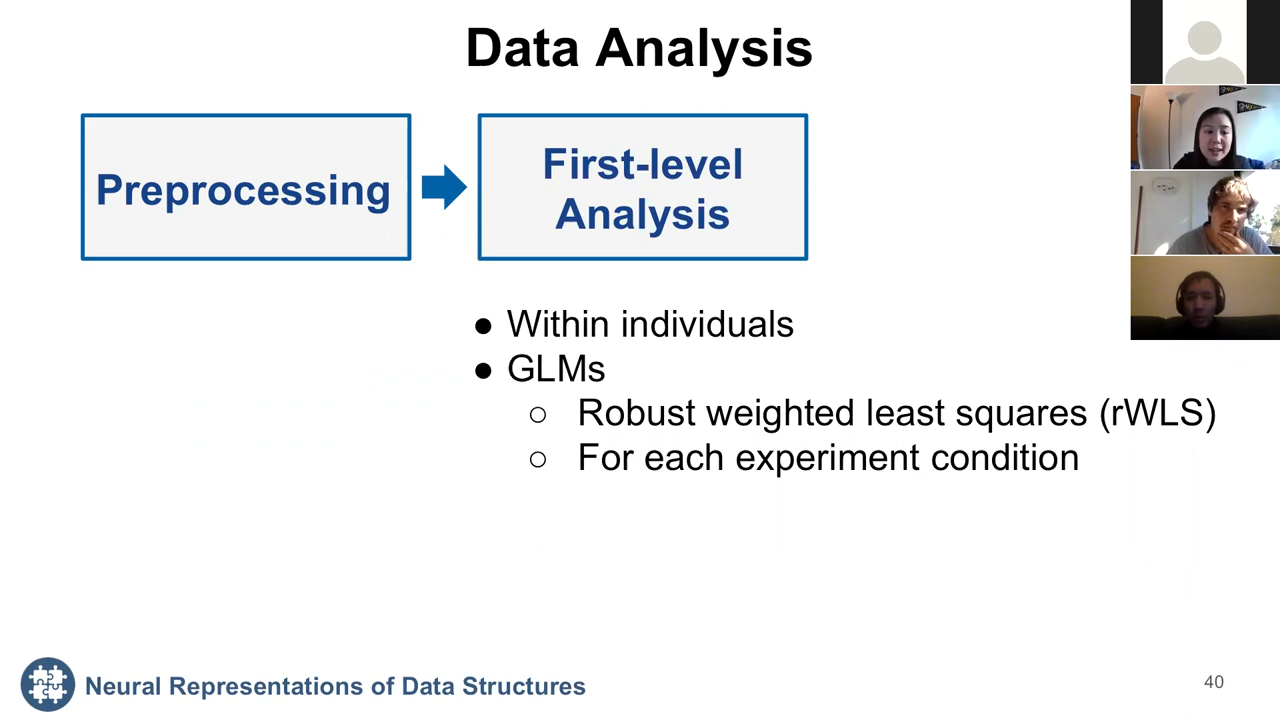 Data Analysis
Preprocessing
First-level
Analysis
● Within individuals
● GLMs
○ Robust weighted least squares (rWLS)
○ For each experiment condition
Neural Representations of Data Structures
40